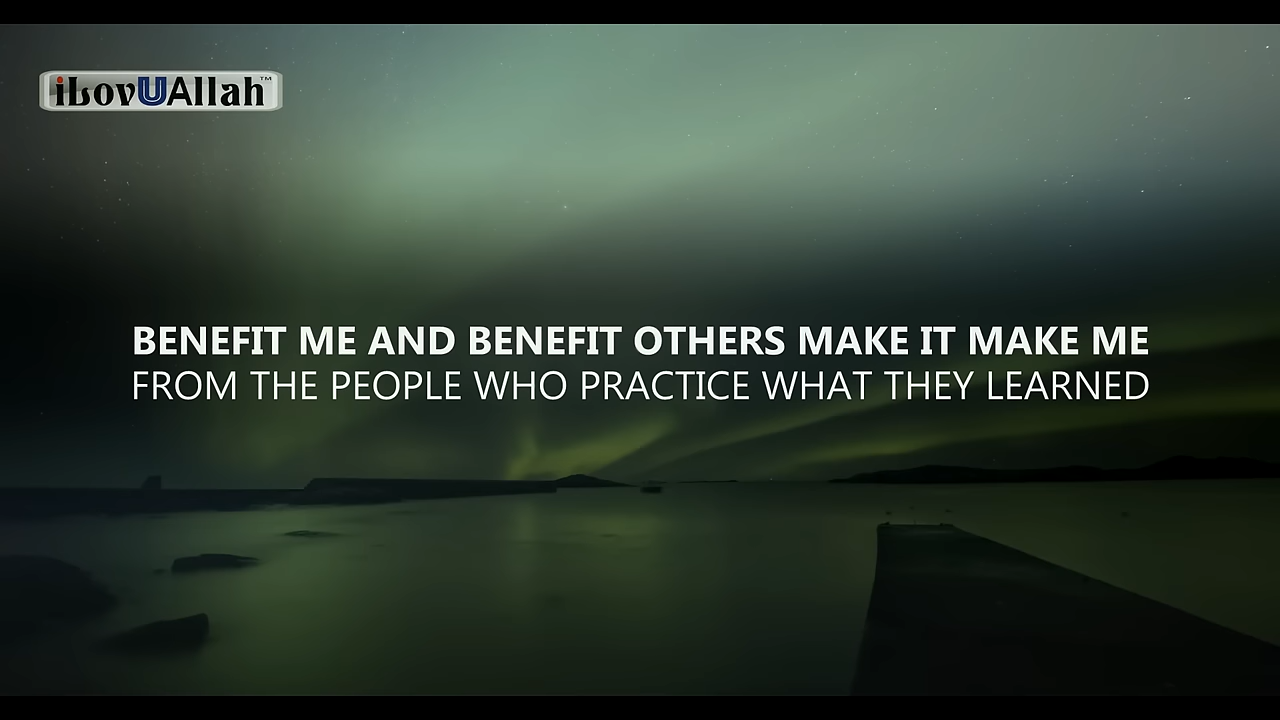 iLovUAllah™
BENEFIT ME AND BENEFIT OTHERS MAKE IT MAKE ME
FROM THE PEOPLE WHO PRACTICE WHAT THEY LEARNED